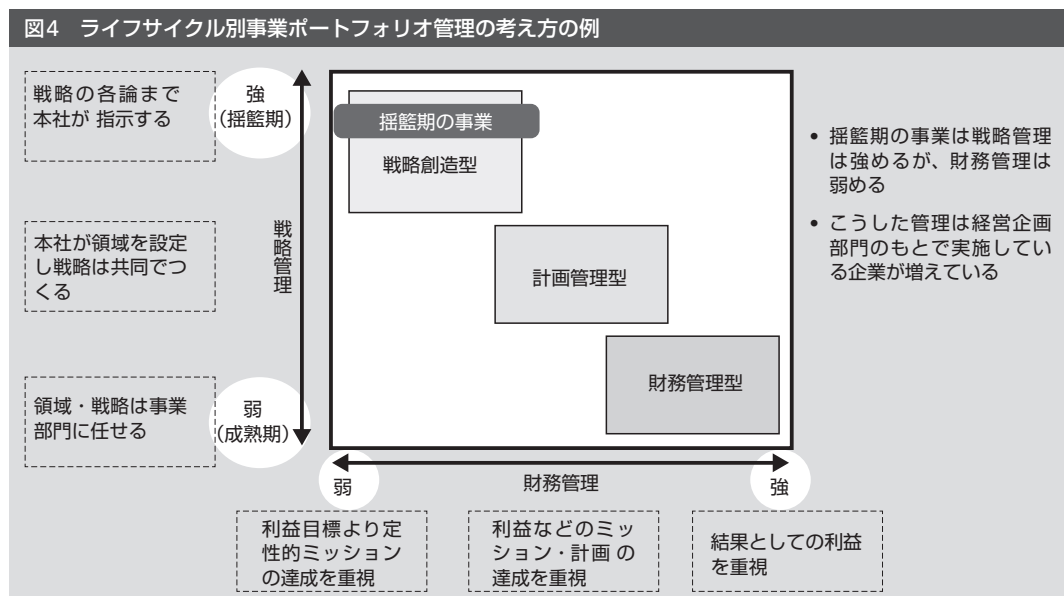 図4　ライフサイクル別事業ポートフォリオ管理の考え方の例
戦略の各論まで
本社が 指示する
強
(揺籃期)
揺籃期の事業
戦略創造型
• 揺籃期の事業は戦略管理
は強めるが、財務管理は
弱める
• こうした管理は経営企画
部門のもとで実施してい
る企業が増えている
本社が領域を設定
し戦略は共同でつ
くる
戦略管理
計画管理型
財務管理型
領域・戦略は事業
部門に任せる
弱
(成熟期)
弱
財務管理
強
利益目標より定
性的ミッション
の達成を重視
利益などのミッ
ション・計画 の
達成を重視
結果としての利益
を重視